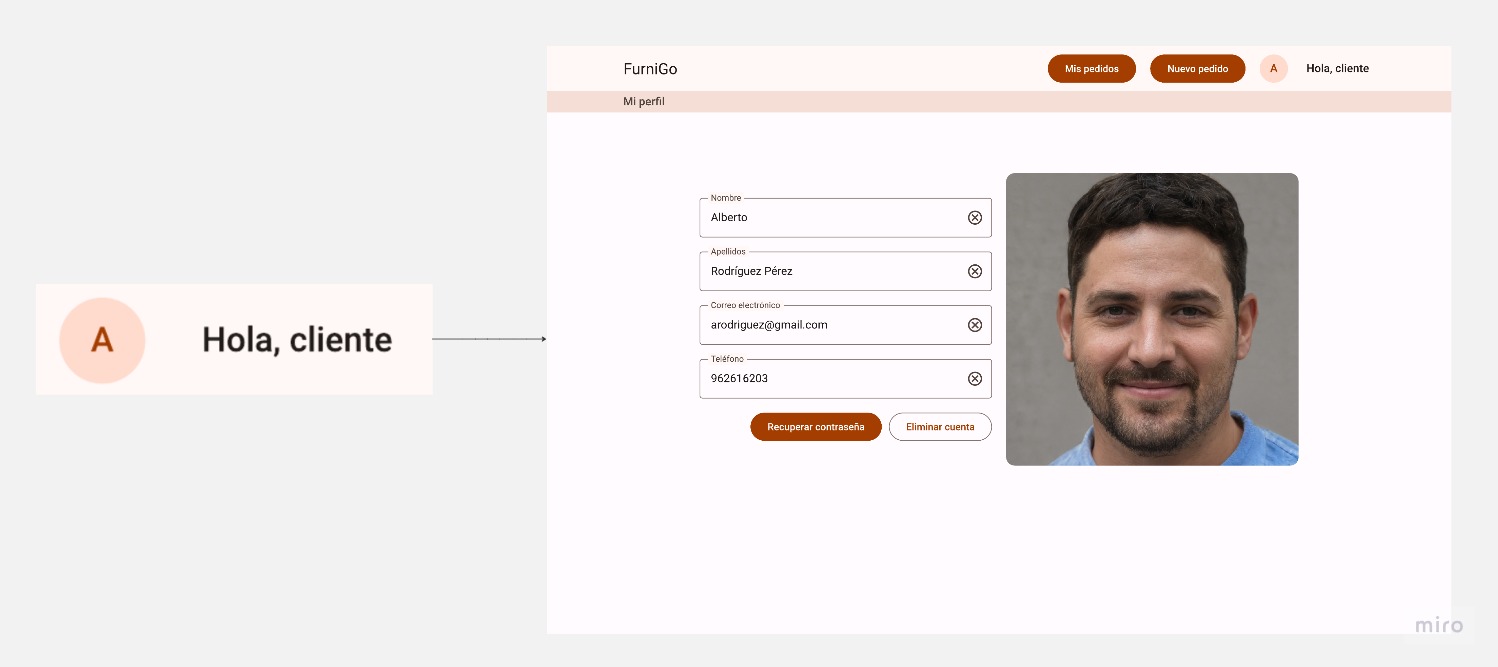 A
Hola, cliente
FurniGo
Mis pedidos
Nuevo pedido
A
Hola, cliente
Mi perfil
Nombre
Alberto
Apellidos
Rodríguez Pérez
Correo electrónico
arodriguez@gmail.com
Teléfono
962616203
Recuperar contraseña
Eliminar cuenta
miro